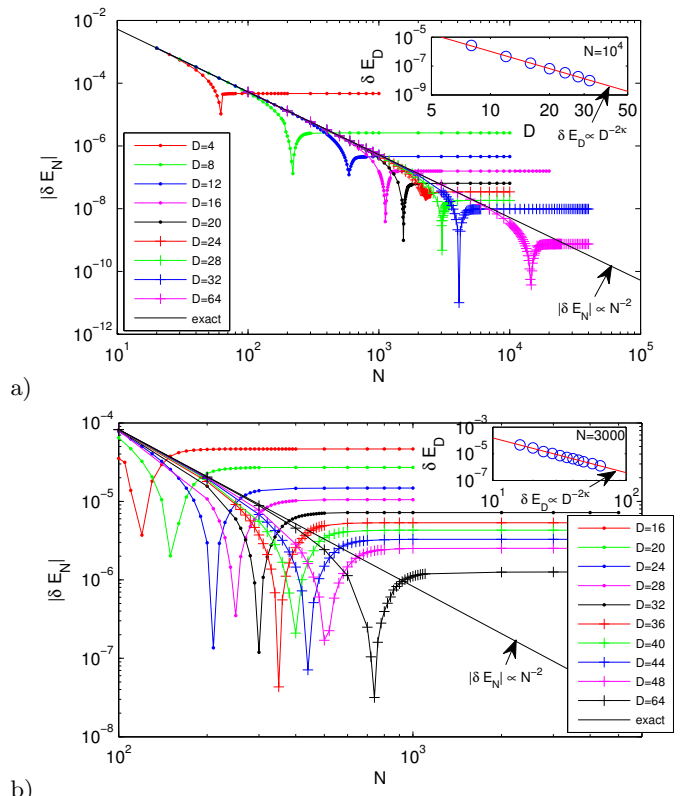 10^-2
10^-4
10^-6
10^-8
10^-10
10^-12
|δ E_N|
10^1
10^2
10^3
10^4
10^5
N
D=4
D=8
D=12
D=16
D=20
D=24
D=28
D=32
D=64
exact
|δ E_N| ∝ N^-2
δ E_D
10^-5
10^-7
10^-9
N=10^4
5
10
D
50
δ E_D ∝ D^-2κ
a)
10^-4
10^-5
10^-6
10^-7
10^-8
|δ E_N|
10^2
10^3
N
δ E_D
10^-3
10^-5
10^-7
N=3000
10^1
10^2
δ E_D ∝ D^-2κ
D=16
D=20
D=24
D=28
D=32
D=36
D=40
D=44
D=48
D=64
exact
|δ E_N| ∝ N^-2
b)